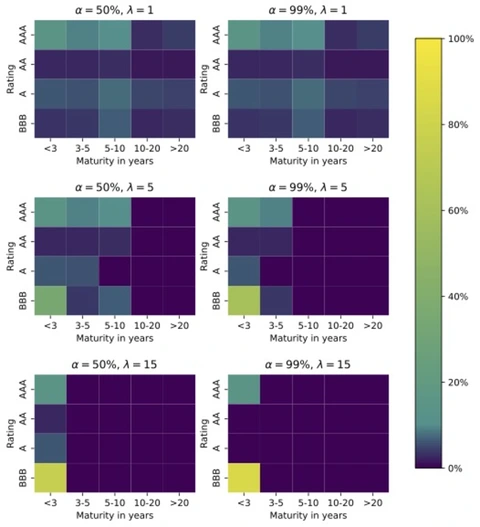 α = 50%, λ = 1
α = 99%, λ = 1
Rating
AAA
AA
A
BBB
<3 3-5 5-10 10-20 >20
Maturity in years
Rating
AAA
AA
A
BBB
<3 3-5 5-10 10-20 >20
Maturity in years
α = 50%, λ = 5
α = 99%, λ = 5
Rating
AAA
AA
A
BBB
<3 3-5 5-10 10-20 >20
Maturity in years
Rating
AAA
AA
A
BBB
<3 3-5 5-10 10-20 >20
Maturity in years
α = 50%, λ = 15
α = 99%, λ = 15
Rating
AAA
AA
A
BBB
<3 3-5 5-10 10-20 >20
Maturity in years
Rating
AAA
AA
A
BBB
<3 3-5 5-10 10-20 >20
Maturity in years
100%
80%
60%
40%
20%
0%